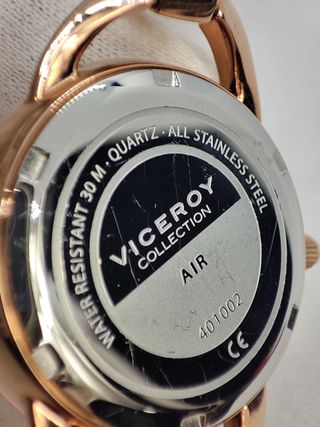 WATER RESISTANT 30 M · QUARTZ · ALL STAINLESS STEEL
VICEROY
COLLECTION
AIR
401002
CE